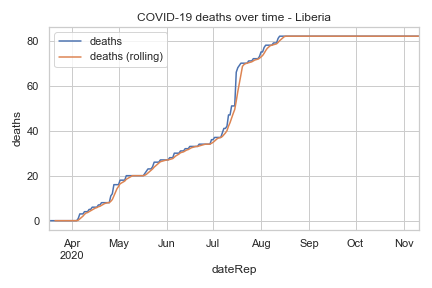 COVID-19 deaths over time - Liberia
deaths
deaths (rolling)
80
60
40
20
0
deaths
Apr May Jun Jul Aug Sep Oct Nov
2020
dateRep